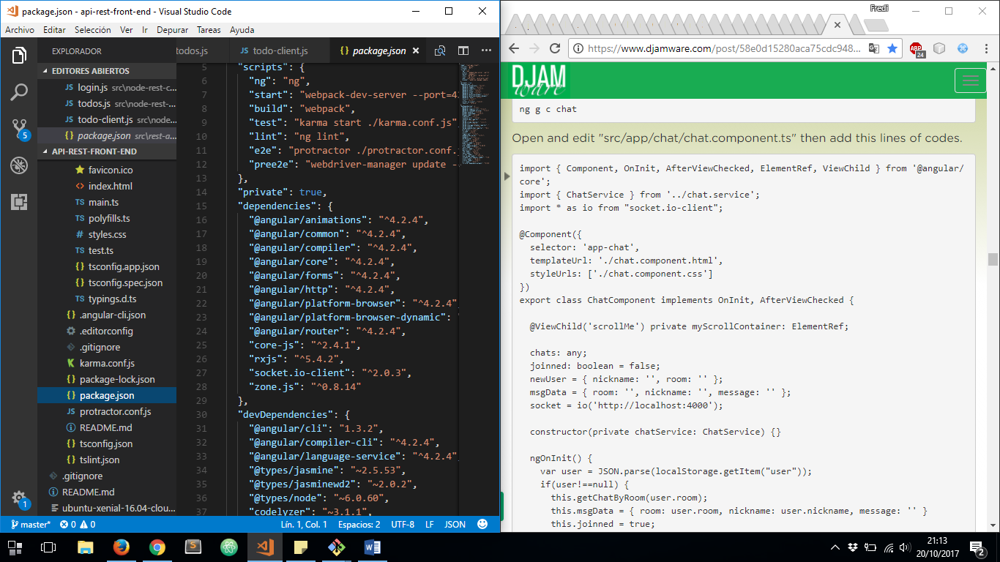 package.json - api-rest-front-end - Visual Studio Code
Archivo Editar Selección Ver Ir Depurar Tareas Ayuda
EXPLORADOR
EDITORES ABIERTOS
login.js src\node-rest-c...
todos.js src\node-rest-...
todo-client.js src\node...
{} package.json src\rest-a...
API-REST-FRONT-END
favicon.ico
<> index.html
TS main.ts
TS polyfills.ts
# styles.css
TS test.ts
{} tsconfig.app.json
{} tsconfig.spec.json
TS typings.d.ts
{} .angular-cli.json
.editorconfig
.gitignore
karma.conf.js
{} package-lock.json
{} package.json
JS protractor.conf.js
README.md
{} tsconfig.json
{} tslint.json
.gitignore
README.md
ubuntu-xenial-16.04-clou...
5
1
todos.js JS todo-client.js {} package.json
5 "scripts": {
6 "ng": "ng",
7 "start": "webpack-dev-server --port=4
8 "build": "webpack",
9 "test": "karma start ./karma.conf.js"
10 "lint": "ng lint",
11 "e2e": "protractor ./protractor.conf.
12 "pree2e": "webdriver-manager update -
13 },
14 "private": true,
15 "dependencies": {
16 "@angular/animations": "^4.2.4",
17 "@angular/common": "^4.2.4",
18 "@angular/compiler": "^4.2.4",
19 "@angular/core": "^4.2.4",
20 "@angular/forms": "^4.2.4",
21 "@angular/http": "^4.2.4",
22 "@angular/platform-browser": "^4.2.4"
23 "@angular/platform-browser-dynamic":
24 "@angular/router": "^4.2.4",
25 "core-js": "^2.4.1",
26 "rxjs": "^5.4.2",
27 "socket.io-client": "^2.0.3",
28 "zone.js": "^0.8.14"
29 },
30 "devDependencies": {
31 "@angular/cli": "1.3.2",
32 "@angular/compiler-cli": "^4.2.4",
33 "@angular/language-service": "^4.2.4"
34 "@types/jasmine": "~2.5.53",
35 "@types/jasminewd2": "~2.0.2",
36 "@types/node": "~6.0.60",
37 "codelyzer": "~3.1.1",
master* 0 0 Lín. 1, Col. 1 Espacios: 2 UTF-8 LF JSON
Fredi
https://www.djamware.com/post/58e0d15280aca75cdc948...
ABP
24
DJAM
ware
ng g c chat
Open and edit "src/app/chat/chat.component.ts" then add this lines of codes.
import { Component, OnInit, AfterViewChecked, ElementRef, ViewChild } from '@angular/
core';
import { ChatService } from '../chat.service';
import * as io from "socket.io-client";
@Component({
selector: 'app-chat',
templateUrl: './chat.component.html',
styleUrls: ['./chat.component.css']
})
export class ChatComponent implements OnInit, AfterViewChecked {
@ViewChild('scrollMe') private myScrollContainer: ElementRef;
chats: any;
joinned: boolean = false;
newUser = { nickname: '', room: '' };
msgData = { room: '', nickname: '', message: '' };
socket = io('http://localhost:4000');
constructor(private chatService: ChatService) {}
ngOnInit() {
var user = JSON.parse(localStorage.getItem("user"));
if(user!==null) {
this.getChatByRoom(user.room);
this.msgData = { room: user.room, nickname: user.nickname, message: '' }
this.joinned = true;
21:13
20/10/2017
2